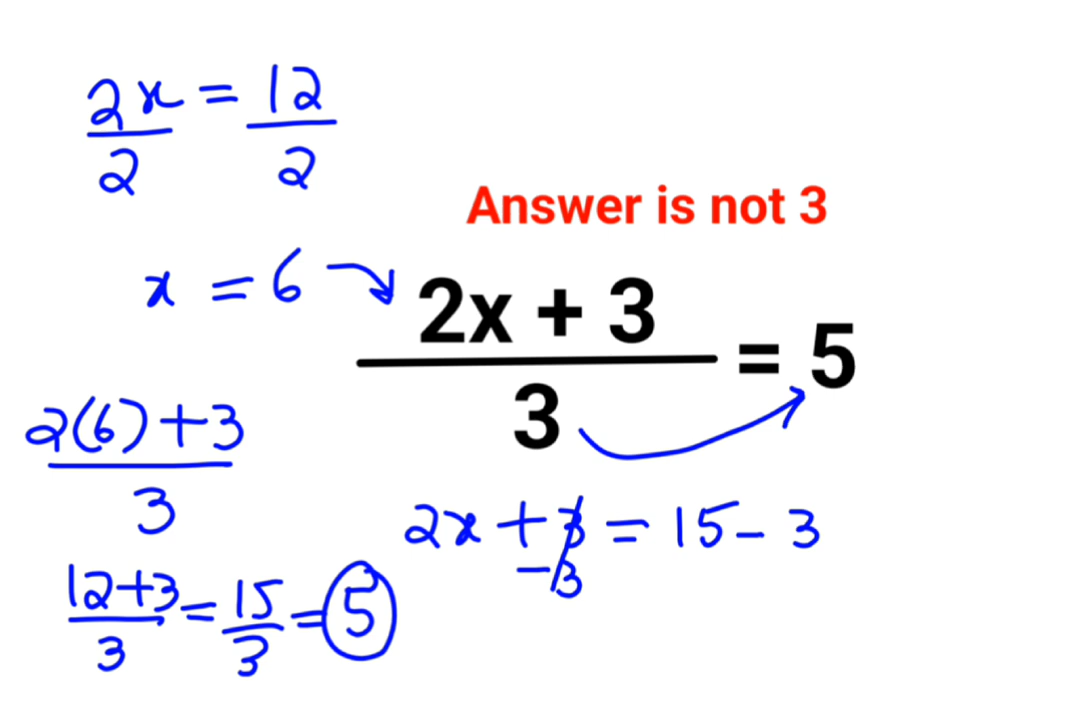 2x = 12
2 2
x = 6
Answer is not 3
2x + 3
3
= 5
2(6) + 3
3
2x + 3 = 15 - 3
-3
12+3 = 15 = 5
3 3